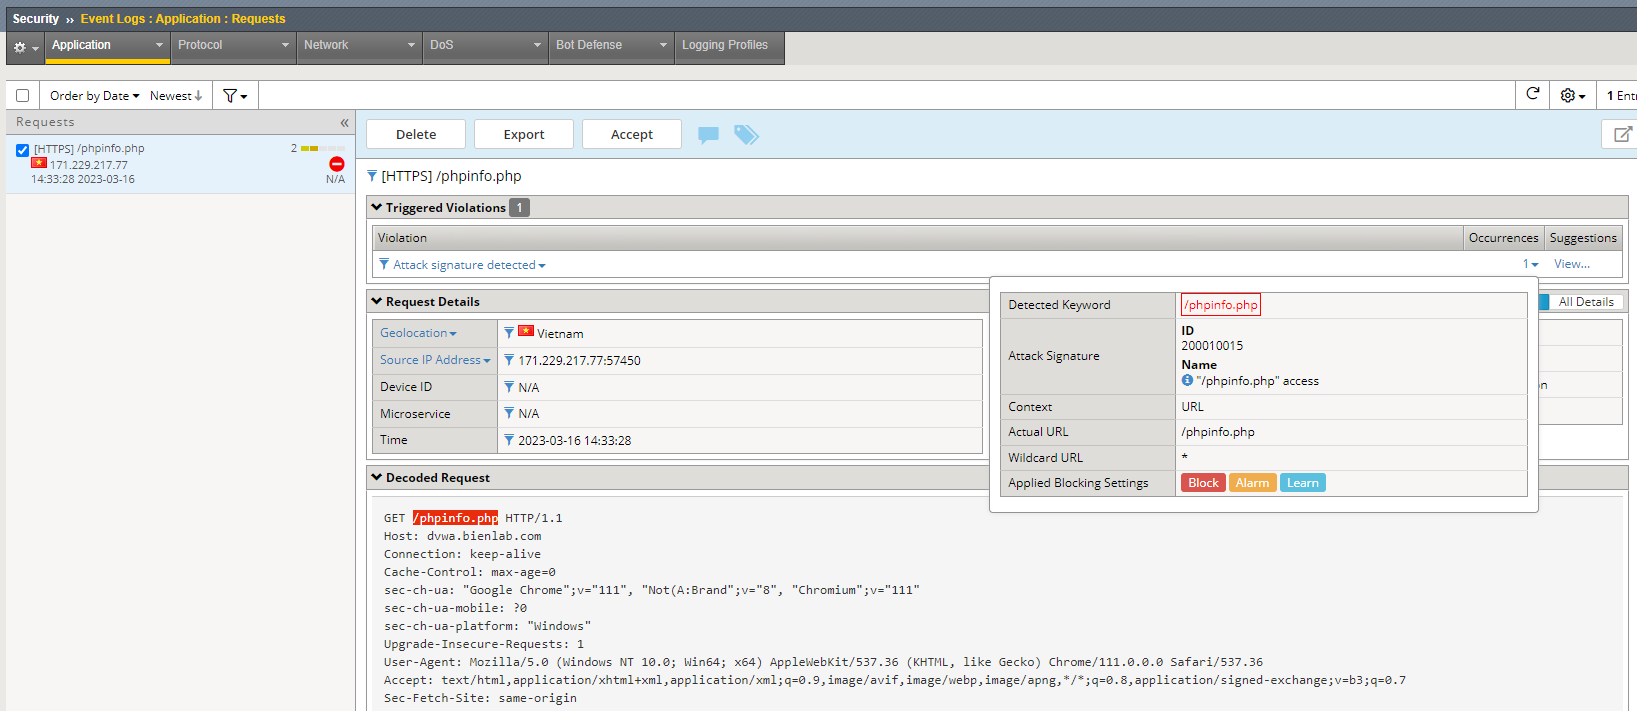 Security ›› Event Logs : Application : Requests
Application Protocol Network DoS Bot Defense Logging Profiles
Order by Date Newest 1 Entr
Requests «
Delete Export Accept
[HTTPS] /phpinfo.php 2
171.229.217.77
14:33:28 2023-03-16 N/A
[HTTPS] /phpinfo.php
Triggered Violations 1
Violation Occurrences Suggestions
Attack signature detected 1 View...
Request Details All Details
Geolocation Vietnam
Source IP Address 171.229.217.77:57450
Device ID N/A
Microservice N/A
Time 2023-03-16 14:33:28
Detected Keyword /phpinfo.php
Attack Signature
ID
200010015
Name
"/phpinfo.php" access
Context URL
Actual URL /phpinfo.php
Wildcard URL *
Applied Blocking Settings Block Alarm Learn
Decoded Request
GET /phpinfo.php HTTP/1.1
Host: dvwa.bienlab.com
Connection: keep-alive
Cache-Control: max-age=0
sec-ch-ua: "Google Chrome";v="111", "Not(A:Brand";v="8", "Chromium";v="111"
sec-ch-ua-mobile: ?0
sec-ch-ua-platform: "Windows"
Upgrade-Insecure-Requests: 1
User-Agent: Mozilla/5.0 (Windows NT 10.0; Win64; x64) AppleWebKit/537.36 (KHTML, like Gecko) Chrome/111.0.0.0 Safari/537.36
Accept: text/html,application/xhtml+xml,application/xml;q=0.9,image/avif,image/webp,image/apng,*/*;q=0.8,application/signed-exchange;v=b3;q=0.7
Sec-Fetch-Site: same-origin